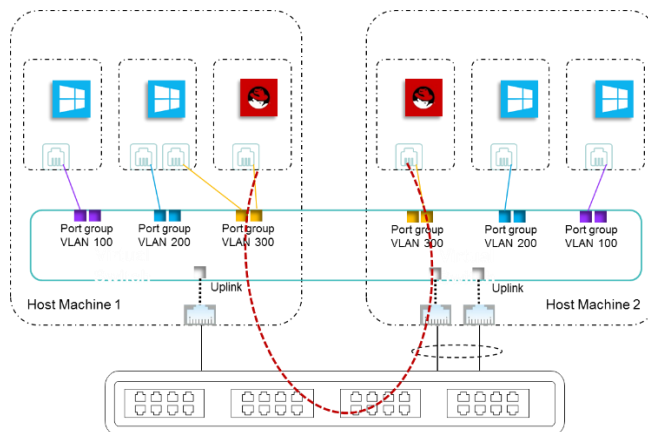 Port group
VLAN 100
Port group
VLAN 200
Port group
VLAN 300
Port group
VLAN 300
Port group
VLAN 200
Port group
VLAN 100
Uplink
Uplink
Host Machine 1
Host Machine 2